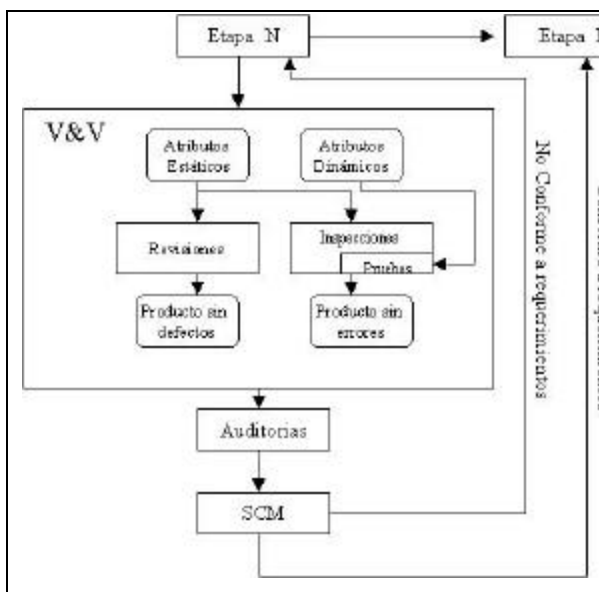 Etapa N
Etapa
V&V
Atributos
Estáticos
Atributos
Dinámicos
Revisiones
Inspecciones
Pruebas
Producto sin
defectos
Producto sin
errores
Auditorias
SCM
No Conforme a requerimientos